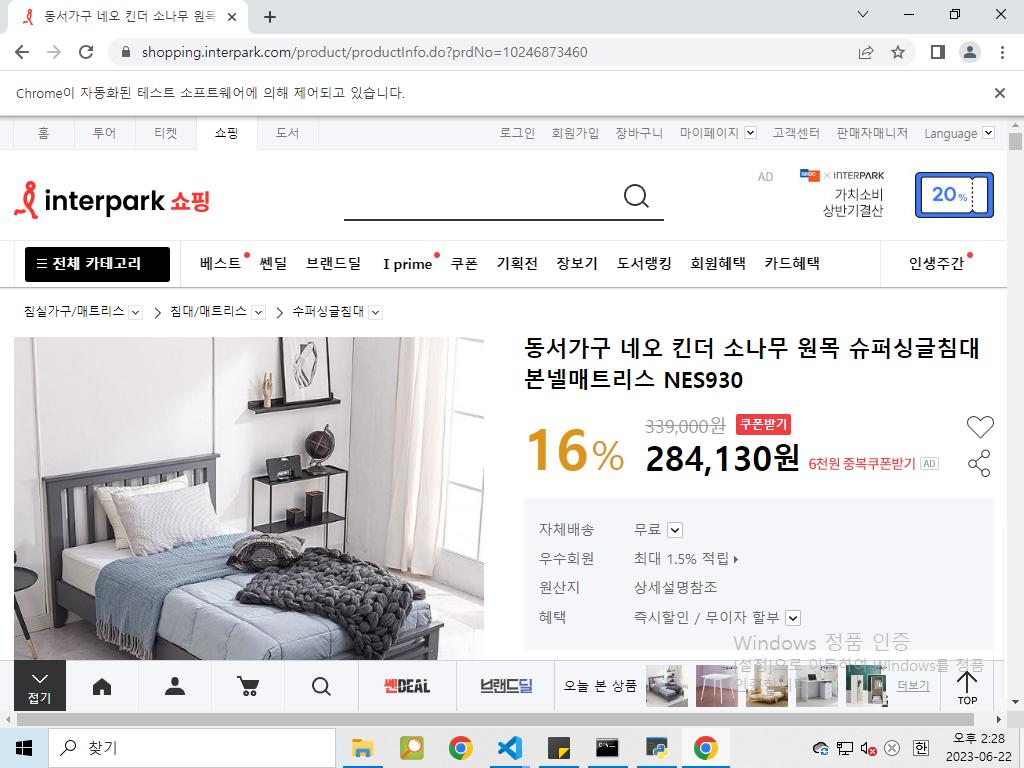 동서가구 네오 킨더 소나무 원목
shopping.interpark.com/product/productInfo.do?prdNo=10246873460
Chrome이 자동화된 테스트 소프트웨어에 의해 제어되고 있습니다.
홈 투어 티켓 쇼핑 도서 로그인 회원가입 장바구니 마이페이지 고객센터 판매자매니저 Language
interpark 쇼핑
AD
× INTERPARK
가치소비
상반기결산
20%
전체 카테고리 베스트 쎈딜 브랜드딜 I prime 쿠폰 기획전 장보기 도서랭킹 회원혜택 카드혜택 인생주간
침실가구/매트리스 침대/매트리스 수퍼싱글침대
동서가구 네오 킨더 소나무 원목 슈퍼싱글침대
본넬매트리스 NES930
16% 339,000원 쿠폰받기
284,130원 6천원 중복쿠폰받기 AD
자체배송 무료
우수회원 최대 1.5% 적립
원산지 상세설명참조
혜택 즉시할인 / 무이자 할부
Windows 정품 인증
[설정]으로 이동하여 Windows를 정품
인증합니다.
접기 쎈DEAL 브랜드딜 오늘 본 상품 더보기 TOP
찾기
오후 2:28
2023-06-22
한